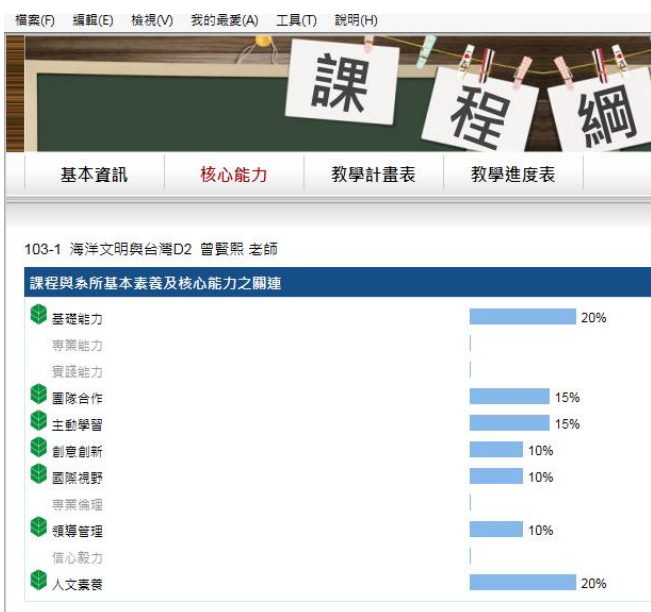 檔案(F) 編輯(E) 檢視(V) 我的最愛(A) 工具(T) 說明(H)
課 程 綱
基本資訊 核心能力 教學計畫表 教學進度表
103-1 海洋文明與台灣D2 曾賢熙 老師
課程與系所基本素養及核心能力之關連
基礎能力 20%
專業能力
實踐能力
團隊合作 15%
主動學習 15%
創意創新 10%
國際視野 10%
專業倫理
領導管理 10%
信心毅力
人文素養 20%